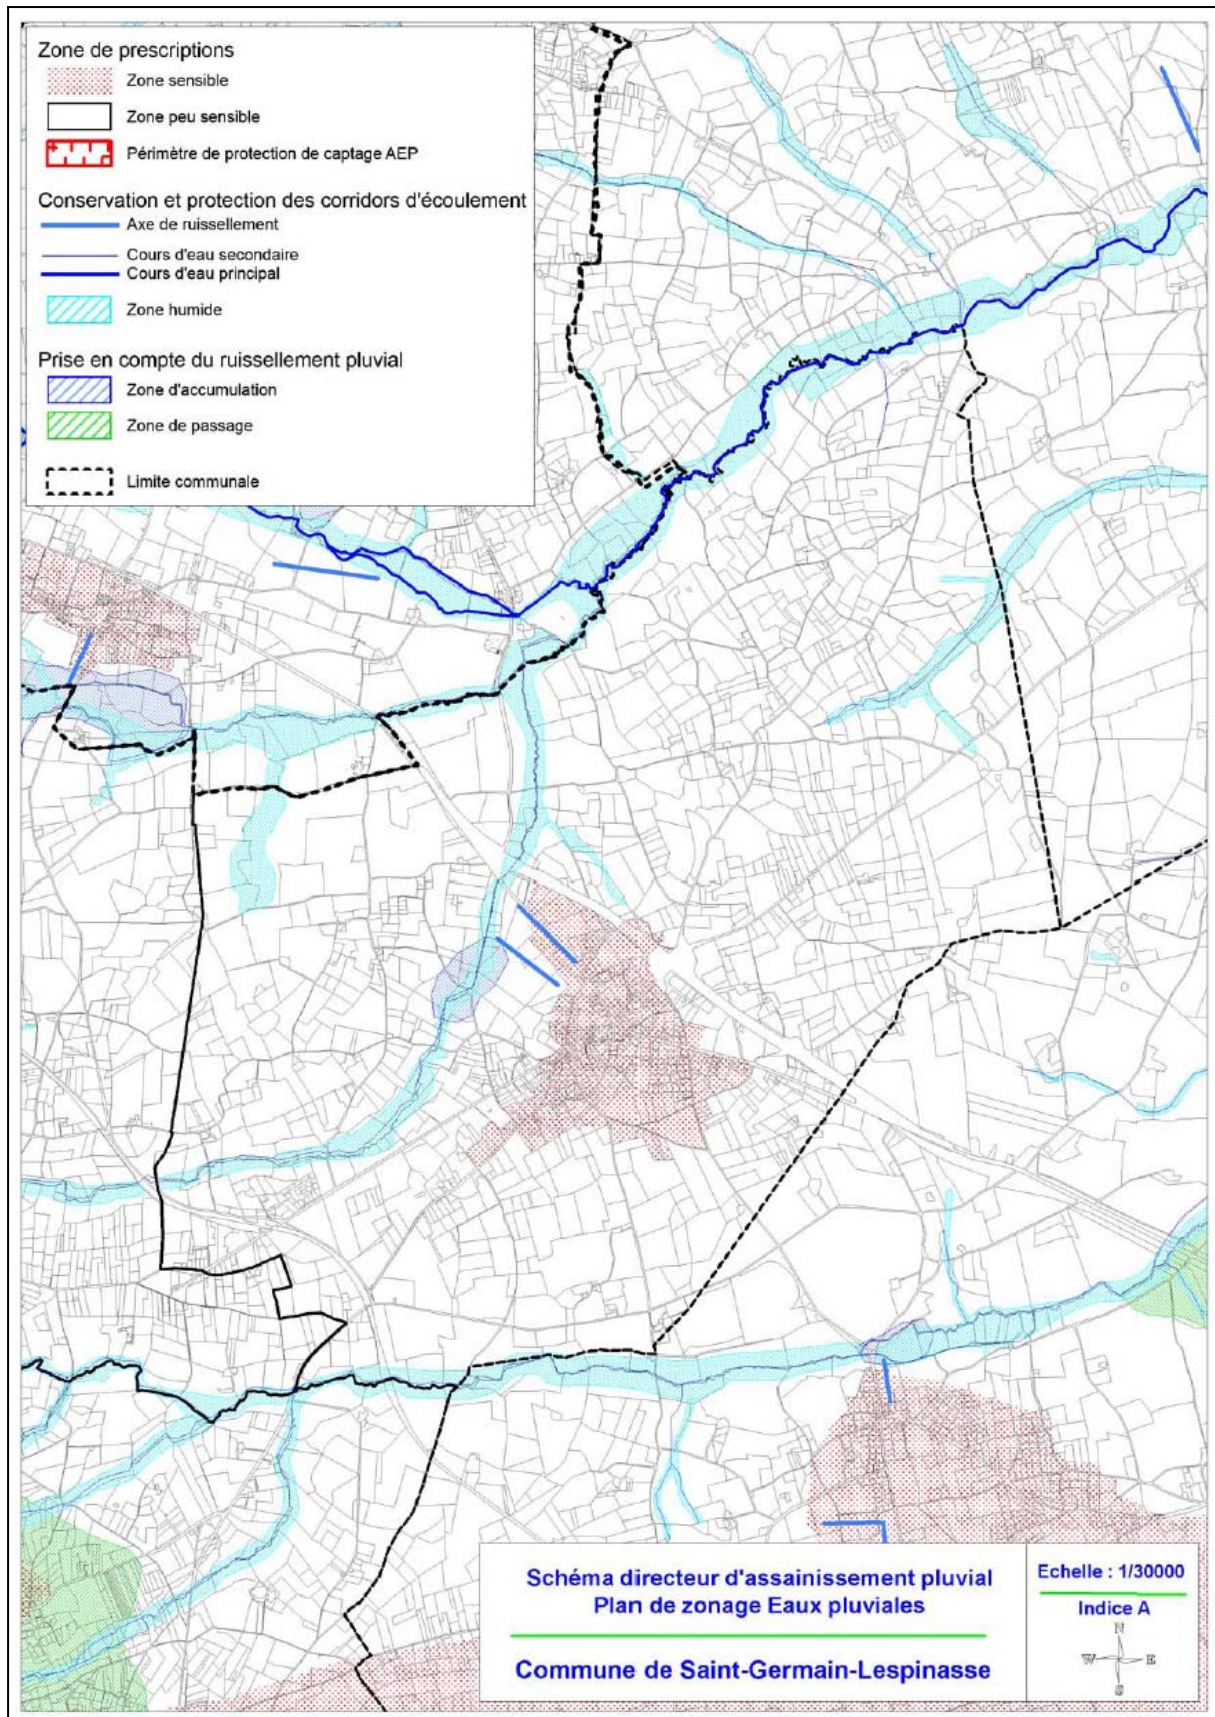 Zone de prescriptions
Zone sensible
Zone peu sensible
Périmètre de protection de captage AEP
Conservation et protection des corridors d'écoulement
Axe de ruissellement
Cours d'eau secondaire
Cours d'eau principal
Zone humide
Prise en compte du ruissellement pluvial
Zone d'accumulation
Zone de passage
Limite communale
Schéma directeur d'assainissement pluvial
Plan de zonage Eaux pluviales
Commune de Saint-Germain-Lespinasse
Echelle : 1/30000
Indice A
N
W E
S